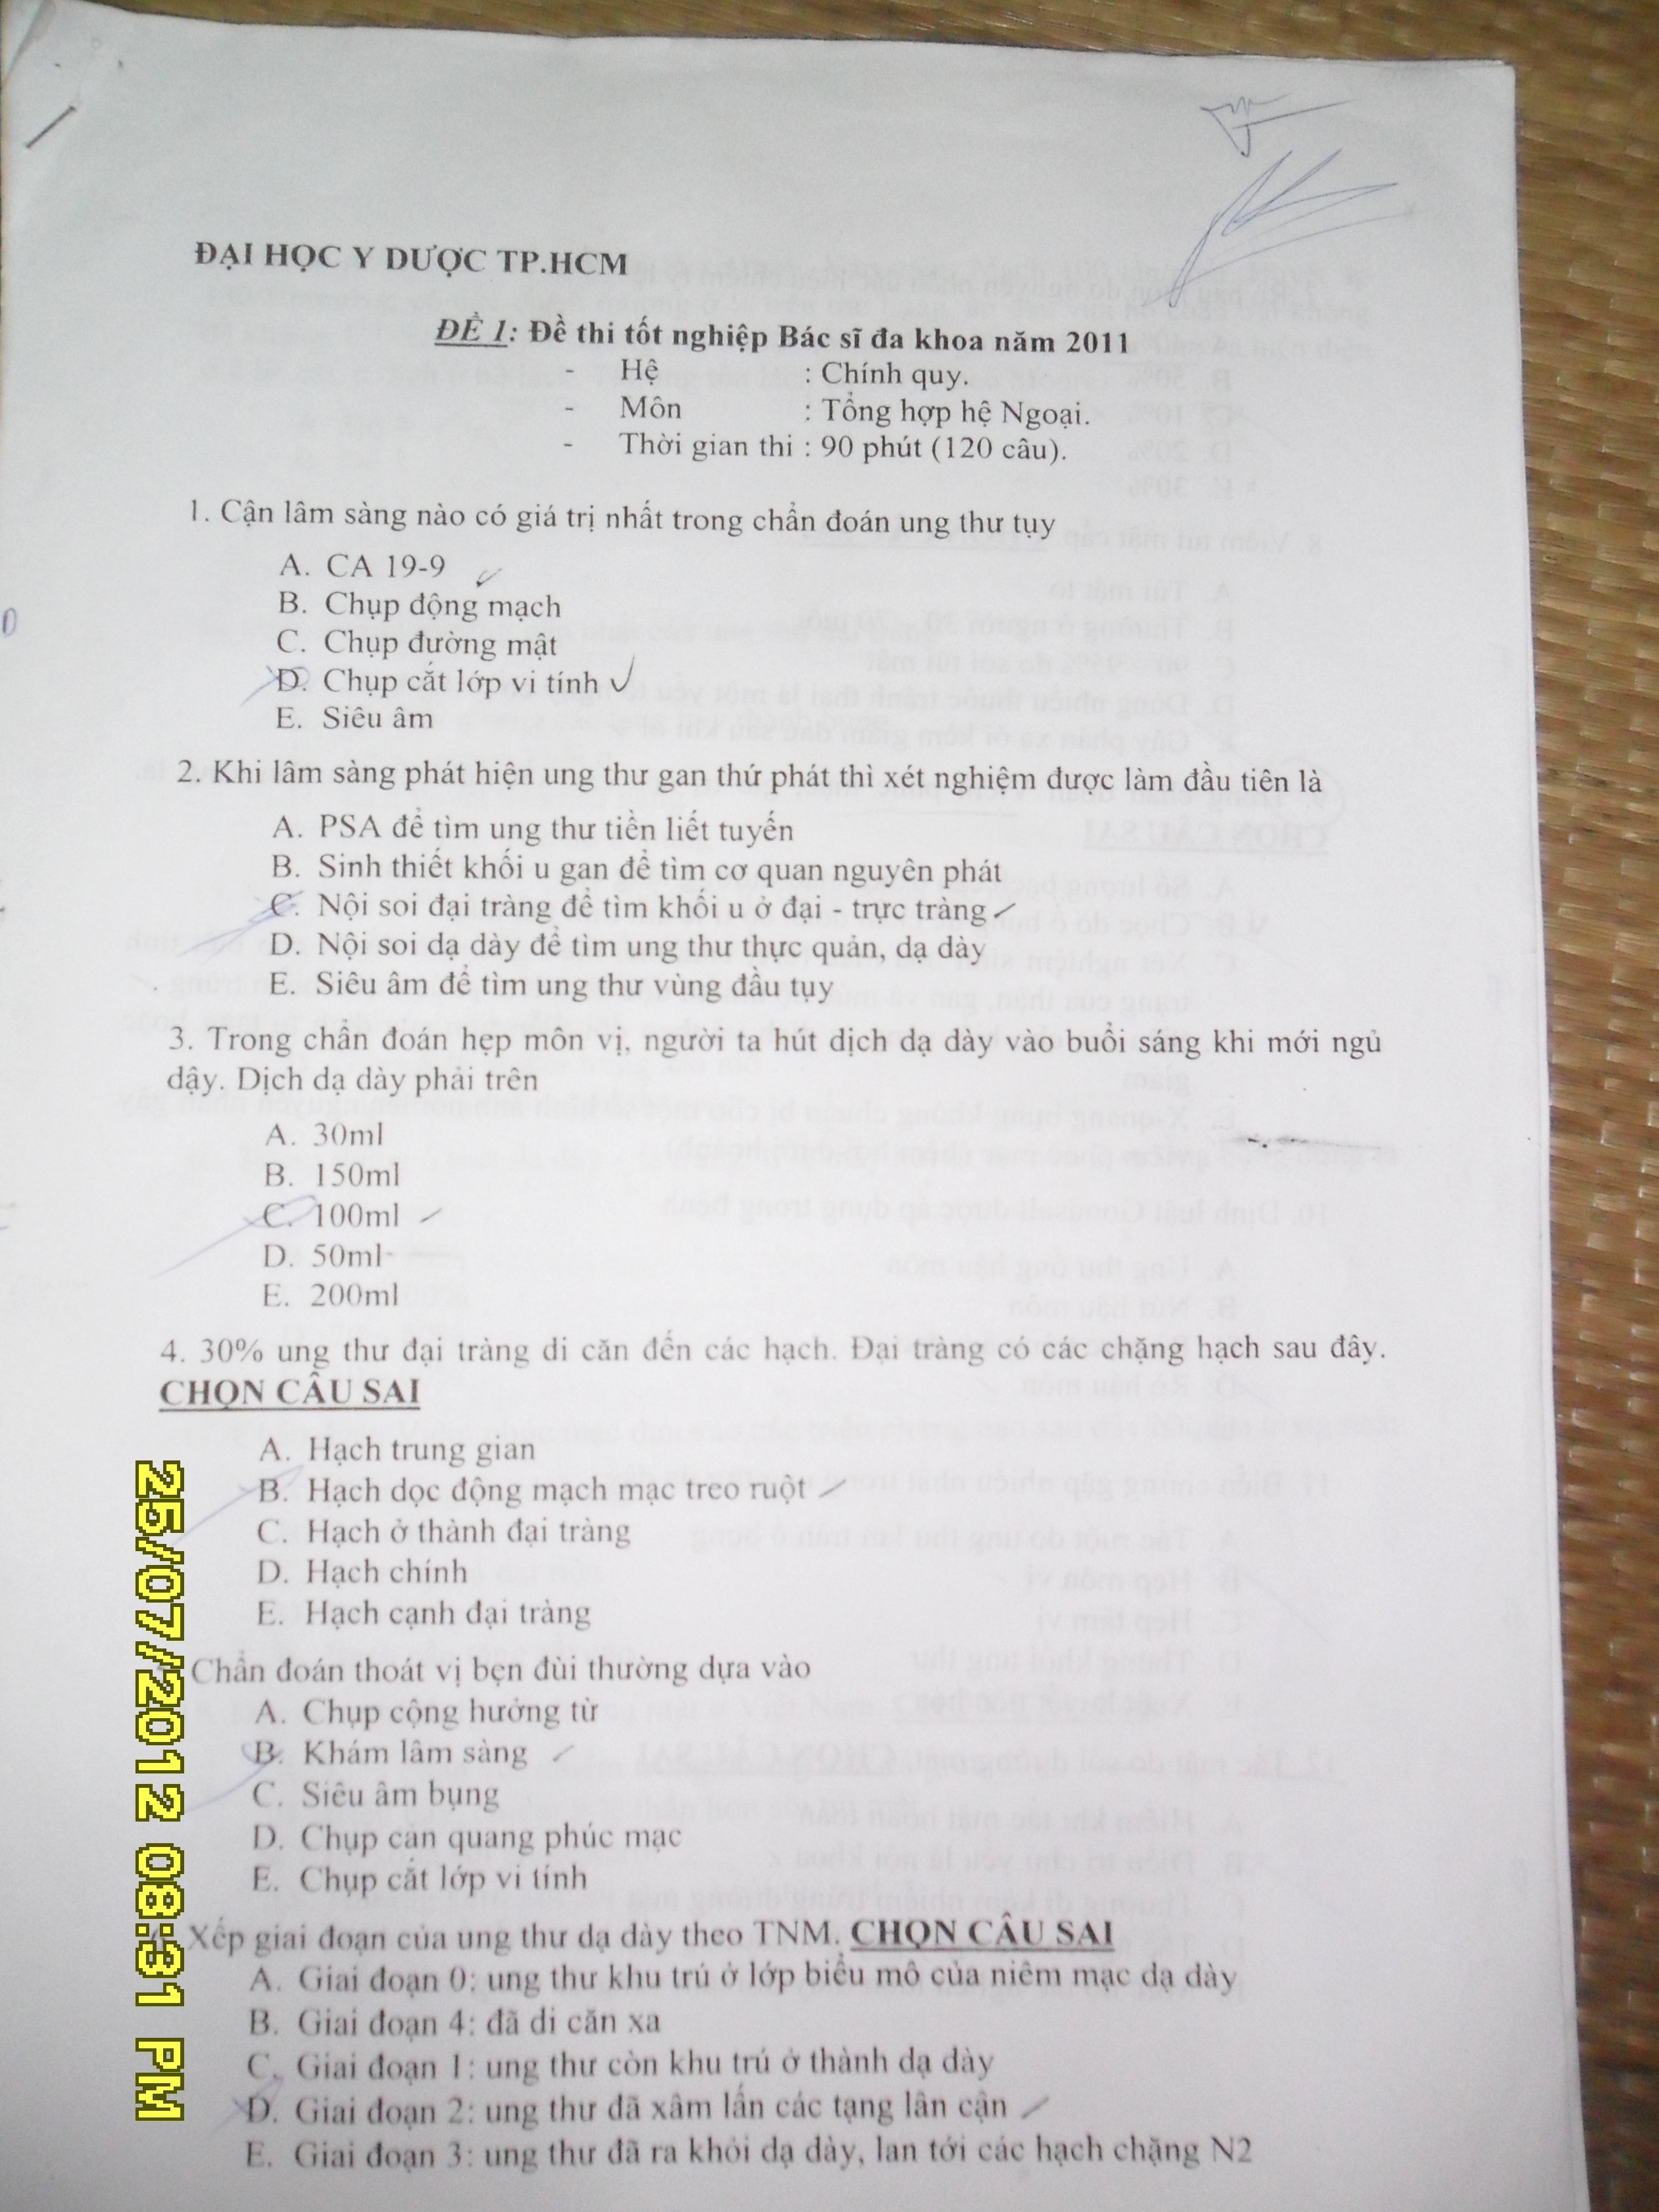 ĐẠI HỌC Y DƯỢC TP.HCM
ĐỀ 1: Đề thi tốt nghiệp Bác sĩ đa khoa năm 2011
- Hệ : Chính quy.
- Môn : Tổng hợp hệ Ngoại.
- Thời gian thi : 90 phút (120 câu).
1. Cận lâm sàng nào có giá trị nhất trong chẩn đoán ung thư tụy
A. CA 19-9
B. Chụp động mạch
C. Chụp đường mật
D. Chụp cắt lớp vi tính
E. Siêu âm
2. Khi lâm sàng phát hiện ung thư gan thứ phát thì xét nghiệm được làm đầu tiên là
A. PSA để tìm ung thư tiền liết tuyến
B. Sinh thiết khối u gan để tìm cơ quan nguyên phát
C. Nội soi đại tràng để tìm khối u ở đại - trực tràng
D. Nội soi dạ dày để tìm ung thư thực quản, dạ dày
E. Siêu âm để tìm ung thư vùng đầu tụy
3. Trong chẩn đoán hẹp môn vị, người ta hút dịch dạ dày vào buổi sáng khi mới ngủ
dậy. Dịch dạ dày phải trên
A. 30ml
B. 150ml
C. 100ml
D. 50ml
E. 200ml
4. 30% ung thư đại tràng di căn đến các hạch. Đại tràng có các chặng hạch sau đây.
CHỌN CÂU SAI
A. Hạch trung gian
B. Hạch dọc động mạch mạc treo ruột
C. Hạch ở thành đại tràng
D. Hạch chính
E. Hạch cạnh đại tràng
Chẩn đoán thoát vị bẹn đùi thường dựa vào
A. Chụp cộng hưởng từ
B. Khám lâm sàng
C. Siêu âm bụng
D. Chụp cản quang phúc mạc
E. Chụp cắt lớp vi tính
Xếp giai đoạn của ung thư dạ dày theo TNM. CHỌN CÂU SAI
A. Giai đoạn 0: ung thư khu trú ở lớp biểu mô của niêm mạc dạ dày
B. Giai đoạn 4: đã di căn xa
C. Giai đoạn 1: ung thư còn khu trú ở thành dạ dày
D. Giai đoạn 2: ung thư đã xâm lấn các tạng lân cận
E. Giai đoạn 3: ung thư đã ra khỏi dạ dày, lan tới các hạch chặng N2
25/07/2012 08:31 PM